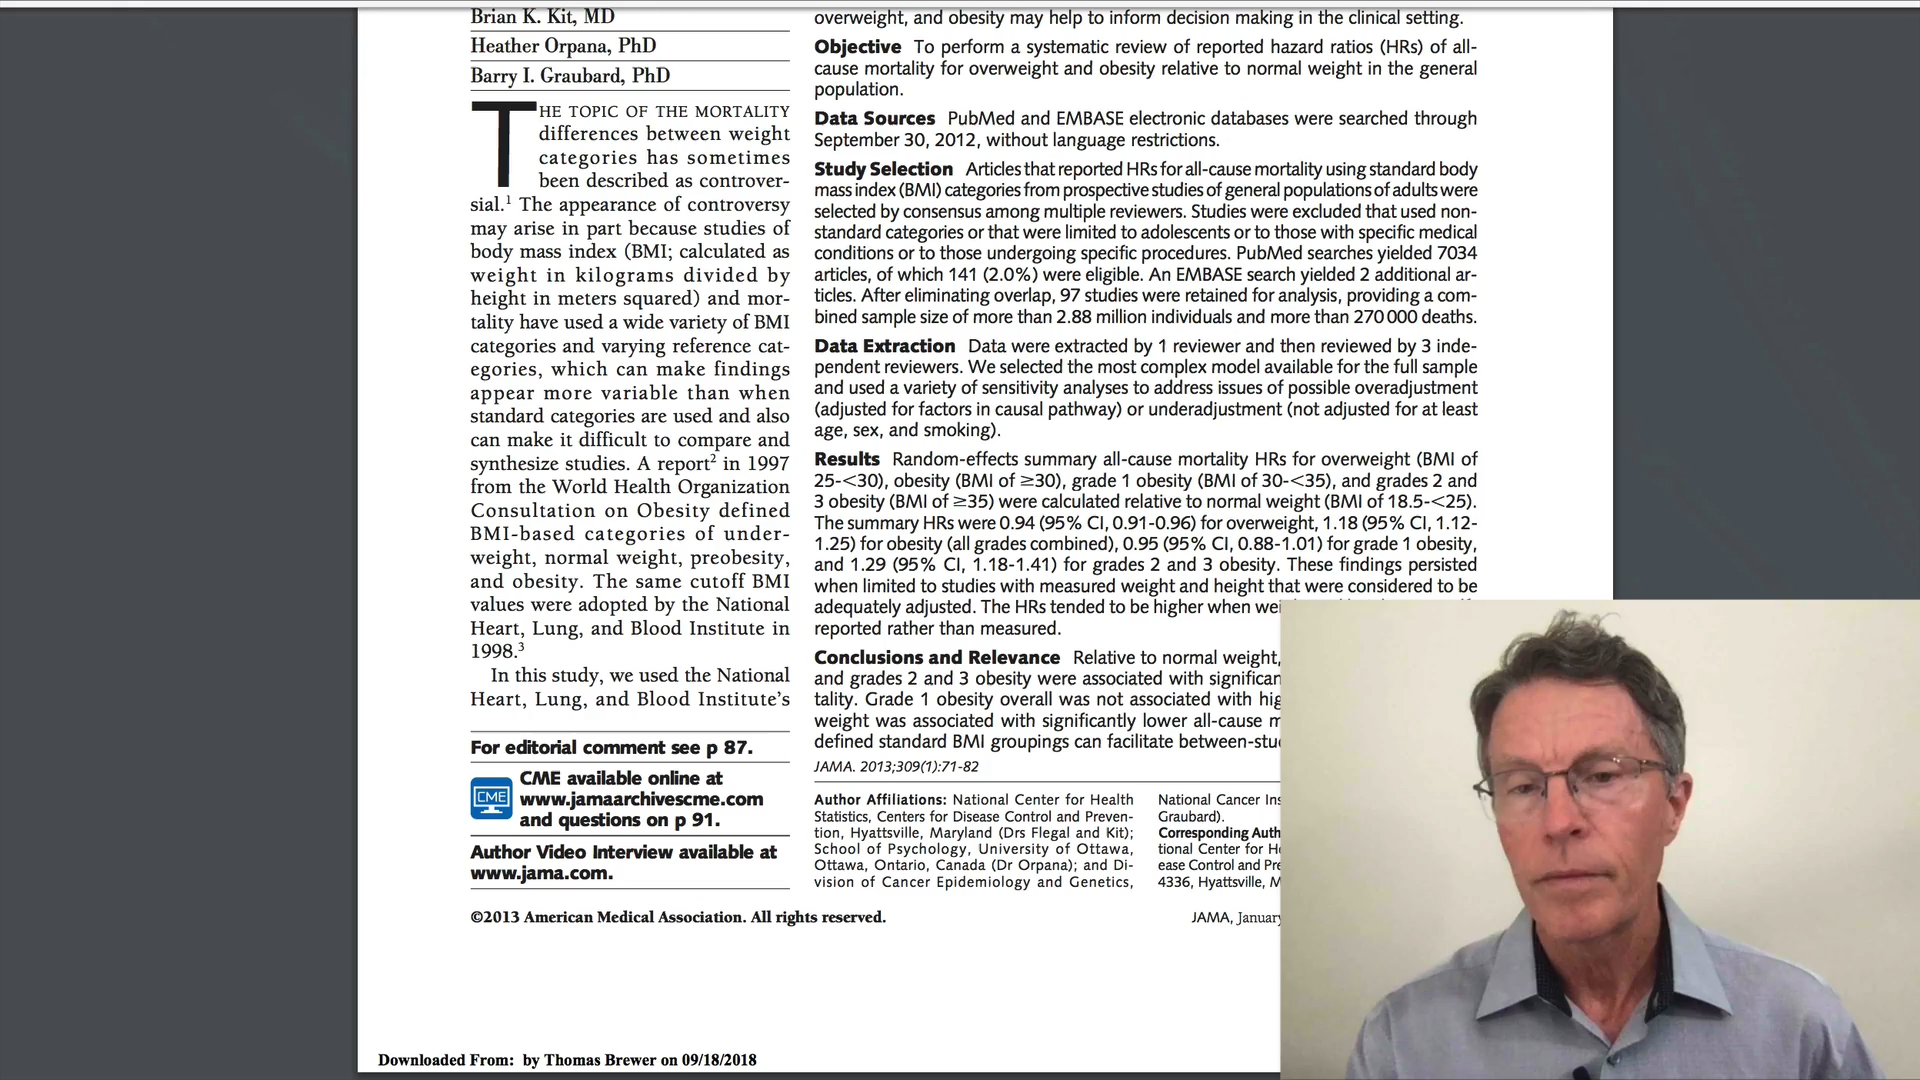 Brian K. Kit, MD
Heather Orpana, PhD
Barry I. Graubard, PhD
THE TOPIC OF THE MORTALITY
differences between weight
categories has sometimes
been described as controver-
sial.1 The appearance of controversy
may arise in part because studies of
body mass index (BMI; calculated as
weight in kilograms divided by
height in meters squared) and mor-
tality have used a wide variety of BMI
categories and varying reference cat-
egories, which can make findings
appear more variable than when
standard categories are used and also
can make it difficult to compare and
synthesize studies. A report2 in 1997
from the World Health Organization
Consultation on Obesity defined
BMI-based categories of under-
weight, normal weight, preobesity,
and obesity. The same cutoff BMI
values were adopted by the National
Heart, Lung, and Blood Institute in
1998.3
In this study, we used the National
Heart, Lung, and Blood Institute's
For editorial comment see p 87.
CME
CME available online at
www.jamaarchivescme.com
and questions on p 91.
Author Video Interview available at
www.jama.com.
overweight, and obesity may help to inform decision making in the clinical setting.
Objective To perform a systematic review of reported hazard ratios (HRs) of all-
cause mortality for overweight and obesity relative to normal weight in the general
population.
Data Sources PubMed and EMBASE electronic databases were searched through
September 30, 2012, without language restrictions.
Study Selection Articles that reported HRs for all-cause mortality using standard body
mass index (BMI) categories from prospective studies of general populations of adults were
selected by consensus among multiple reviewers. Studies were excluded that used non-
standard categories or that were limited to adolescents or to those with specific medical
conditions or to those undergoing specific procedures. PubMed searches yielded 7034
articles, of which 141 (2.0%) were eligible. An EMBASE search yielded 2 additional ar-
ticles. After eliminating overlap, 97 studies were retained for analysis, providing a com-
bined sample size of more than 2.88 million individuals and more than 270 000 deaths.
Data Extraction Data were extracted by 1 reviewer and then reviewed by 3 inde-
pendent reviewers. We selected the most complex model available for the full sample
and used a variety of sensitivity analyses to address issues of possible overadjustment
(adjusted for factors in causal pathway) or underadjustment (not adjusted for at least
age, sex, and smoking).
Results Random-effects summary all-cause mortality HRs for overweight (BMI of
25-<30), obesity (BMI of ≥30), grade 1 obesity (BMI of 30-<35), and grades 2 and
3 obesity (BMI of ≥35) were calculated relative to normal weight (BMI of 18.5-<25).
The summary HRs were 0.94 (95% CI, 0.91-0.96) for overweight, 1.18 (95% CI, 1.12-
1.25) for obesity (all grades combined), 0.95 (95% CI, 0.88-1.01) for grade 1 obesity,
and 1.29 (95% CI, 1.18-1.41) for grades 2 and 3 obesity. These findings persisted
when limited to studies with measured weight and height that were considered to be
adequately adjusted. The HRs tended to be higher when
reported rather than measured.
Conclusions and Relevance Relative to normal weight,
and grades 2 and 3 obesity were associated with
tality. Grade 1 obesity overall was not associated with
weight was associated with significantly lower all-cause
defined standard BMI groupings can facilitate
JAMA. 2013;309(1):71-82
Author Affiliations: National Center for Health
Statistics, Centers for Disease Control and Preven-
tion, Hyattsville, Maryland (Drs Flegal and Kit);
School of Psychology, University of Ottawa,
Ottawa, Ontario, Canada (Dr Orpana); and Di-
vision of Cancer Epidemiology and Genetics,
National Cancer
Graubard).
Corresponding
tional Center for
ease Control and
4336, Hyattsville,
©2013 American Medical Association. All rights reserved.
JAMA, January
Downloaded From: by Thomas Brewer on 09/18/2018